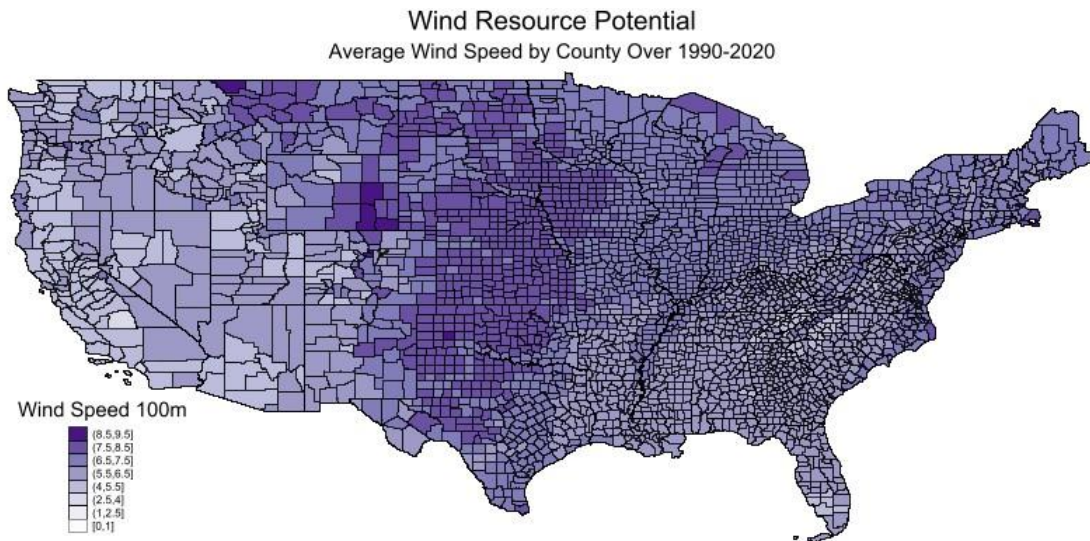 Wind Resource Potential
Average Wind Speed by County Over 1990-2020
Wind Speed 100m
(8.5,9.5]
(7.5,8.5]
(6.5,7.5]
(5.5,6.5]
(4,5.5]
(2.5,4]
(1,2.5]
[0,1]